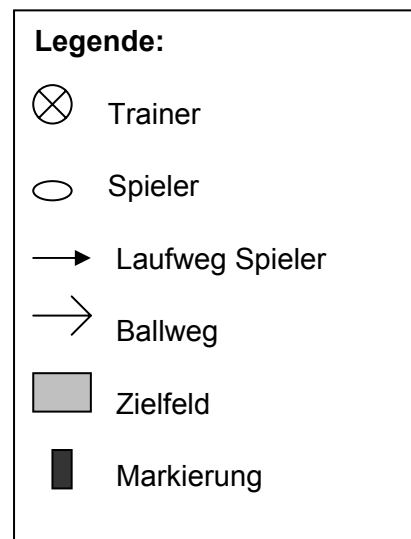 Legende:
Trainer
Spieler
Laufweg Spieler
Ballweg
Zielfeld
Markierung